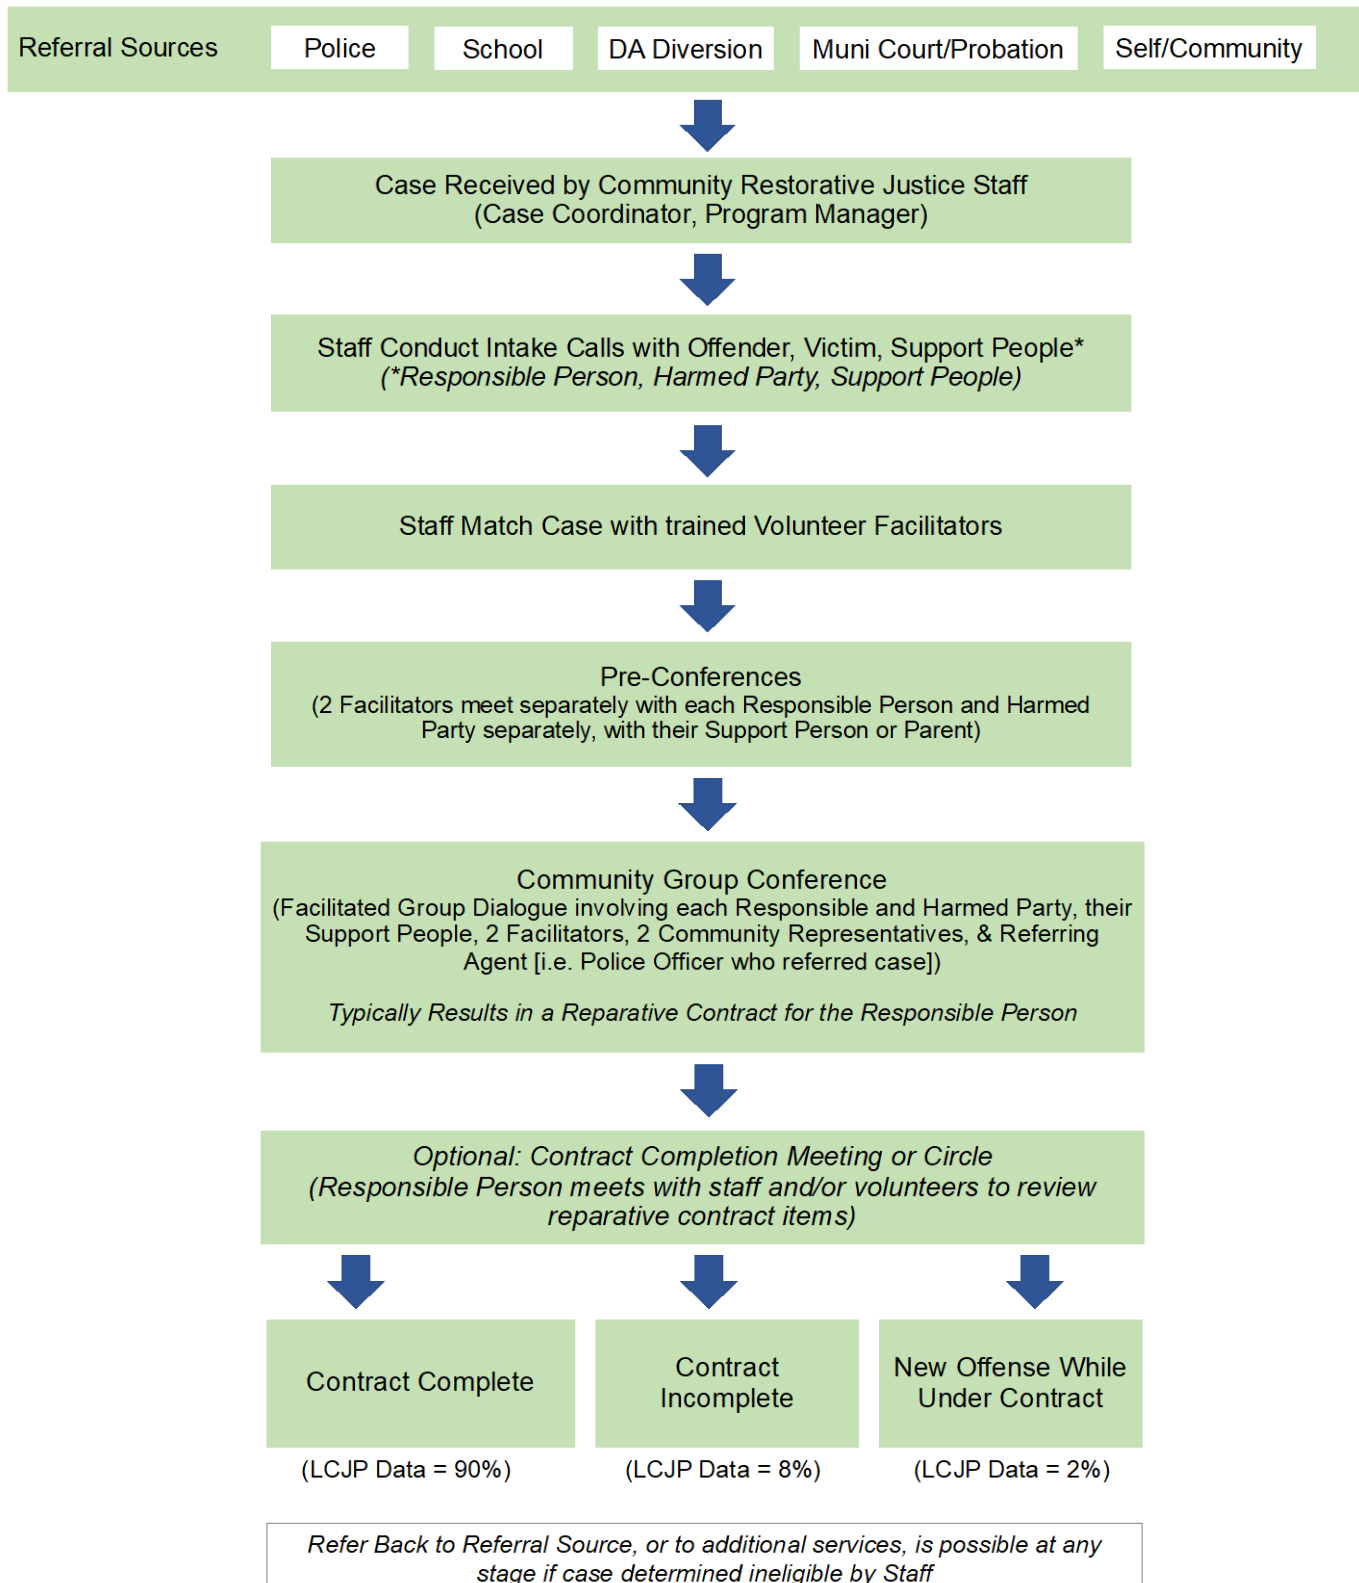 Referral Sources Police School DA Diversion Muni Court/Probation Self/Community
Case Received by Community Restorative Justice Staff
(Case Coordinator, Program Manager)
Staff Conduct Intake Calls with Offender, Victim, Support People*
(*Responsible Person, Harmed Party, Support People)
Staff Match Case with trained Volunteer Facilitators
Pre-Conferences
(2 Facilitators meet separately with each Responsible Person and Harmed
Party separately, with their Support Person or Parent)
Community Group Conference
(Facilitated Group Dialogue involving each Responsible and Harmed Party, their
Support People, 2 Facilitators, 2 Community Representatives, & Referring
Agent [i.e. Police Officer who referred case])
Typically Results in a Reparative Contract for the Responsible Person
Optional: Contract Completion Meeting or Circle
(Responsible Person meets with staff and/or volunteers to review
reparative contract items)
Contract Complete
(LCJP Data = 90%)
Contract
Incomplete
(LCJP Data = 8%)
New Offense While
Under Contract
(LCJP Data = 2%)
Refer Back to Referral Source, or to additional services, is possible at any
stage if case determined ineligible by Staff